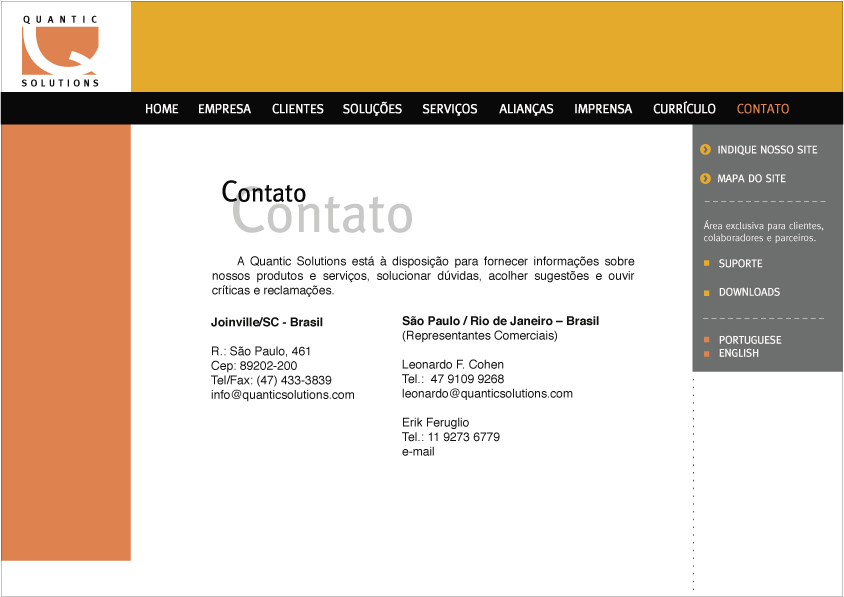 QUANTIC
SOLUTIONS
HOME EMPRESA CLIENTES SOLUÇÕES SERVIÇOS ALIANÇAS IMPRENSA CURRÍCULO CONTATO
INDIQUE NOSSO SITE
MAPA DO SITE
Área exclusiva para clientes,
colaboradores e parceiros.
SUPORTE
DOWNLOADS
PORTUGUESE
ENGLISH
Contato
Contato
A Quantic Solutions está à disposição para fornecer informações sobre
nossos produtos e serviços, solucionar dúvidas, acolher sugestões e ouvir
críticas e reclamações.
Joinville/SC - Brasil
R.: São Paulo, 461
Cep: 89202-200
Tel/Fax: (47) 433-3839
info@quanticsolutions.com
São Paulo / Rio de Janeiro – Brasil
(Representantes Comerciais)
Leonardo F. Cohen
Tel.: 47 9109 9268
leonardo@quanticsolutions.com
Erik Feruglio
Tel.: 11 9273 6779
e-mail